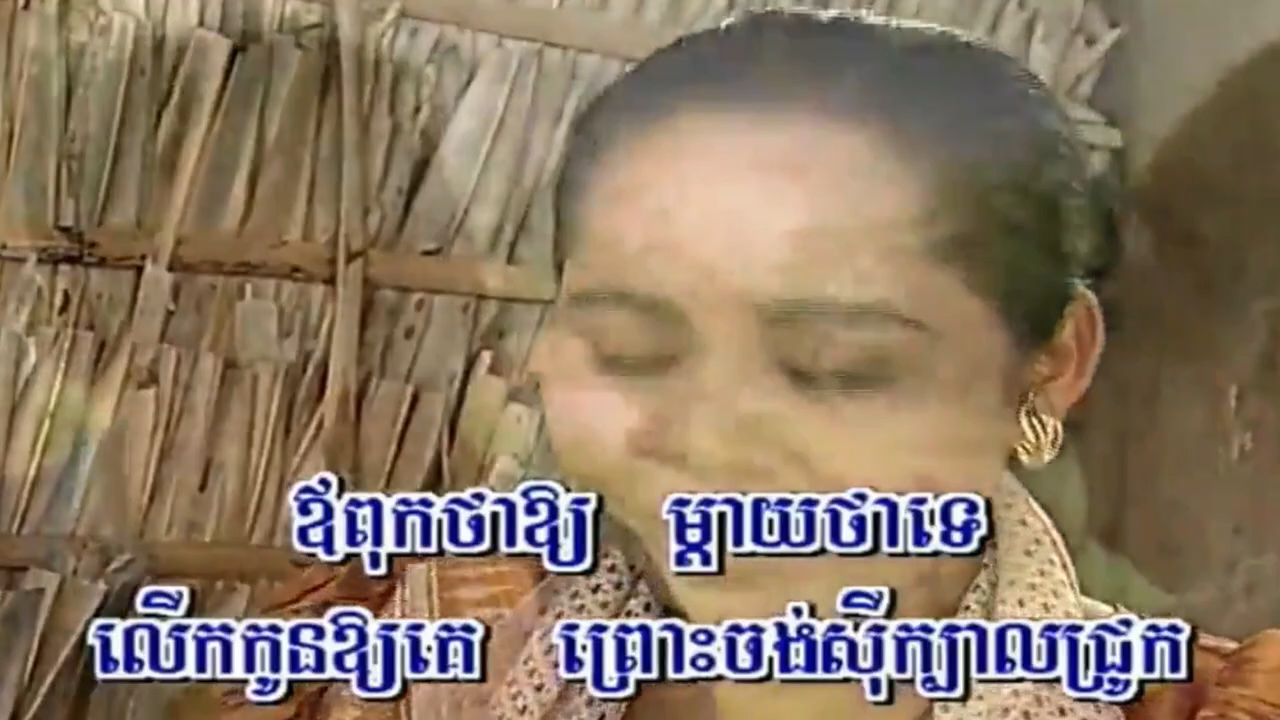 ឪពុកថាឱ្យ ម្ដាយថាទេ
លើកកូនឱ្យគេ ព្រោះចង់ស៊ីក្បាលជ្រូក